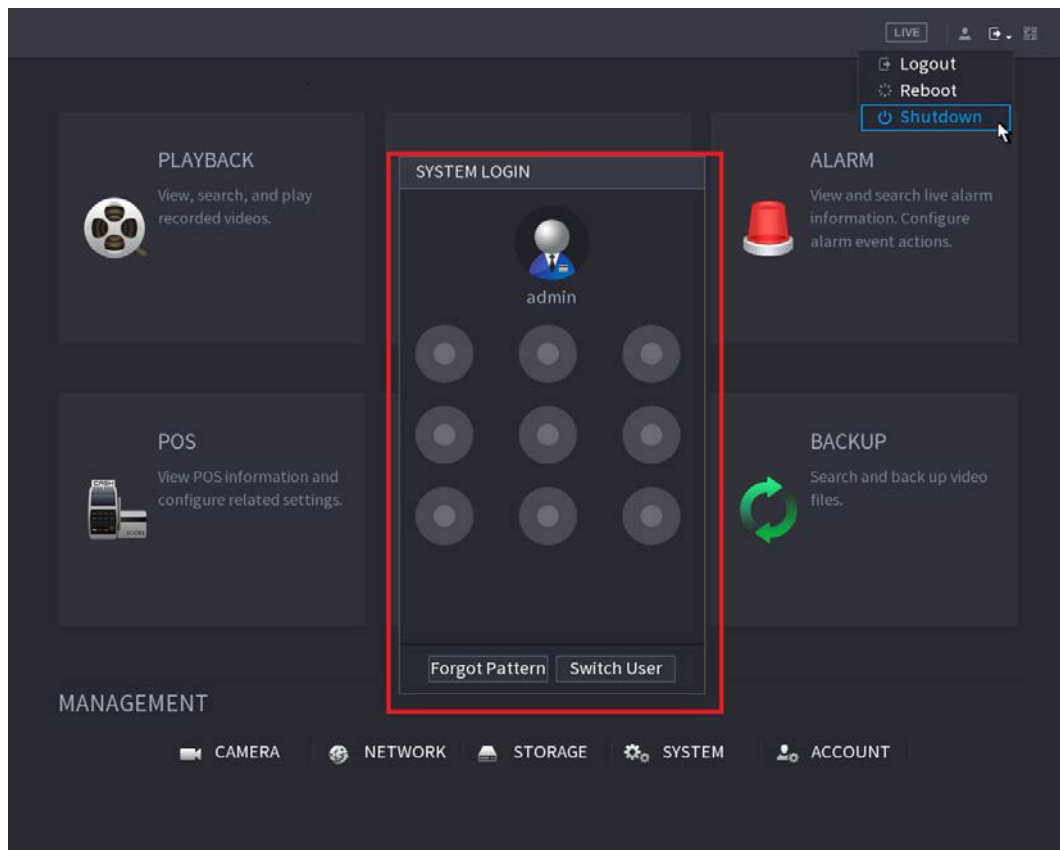 LIVE
Logout
Reboot
Shutdown
PLAYBACK
View, search, and play
recorded videos.
SYSTEM LOGIN
admin
ALARM
View and search live alarm
information. Configure
alarm event actions.
POS
View POS information and
configure related settings.
BACKUP
Search and back up video
files.
Forgot Pattern
Switch User
MANAGEMENT
CAMERA
NETWORK
STORAGE
SYSTEM
ACCOUNT